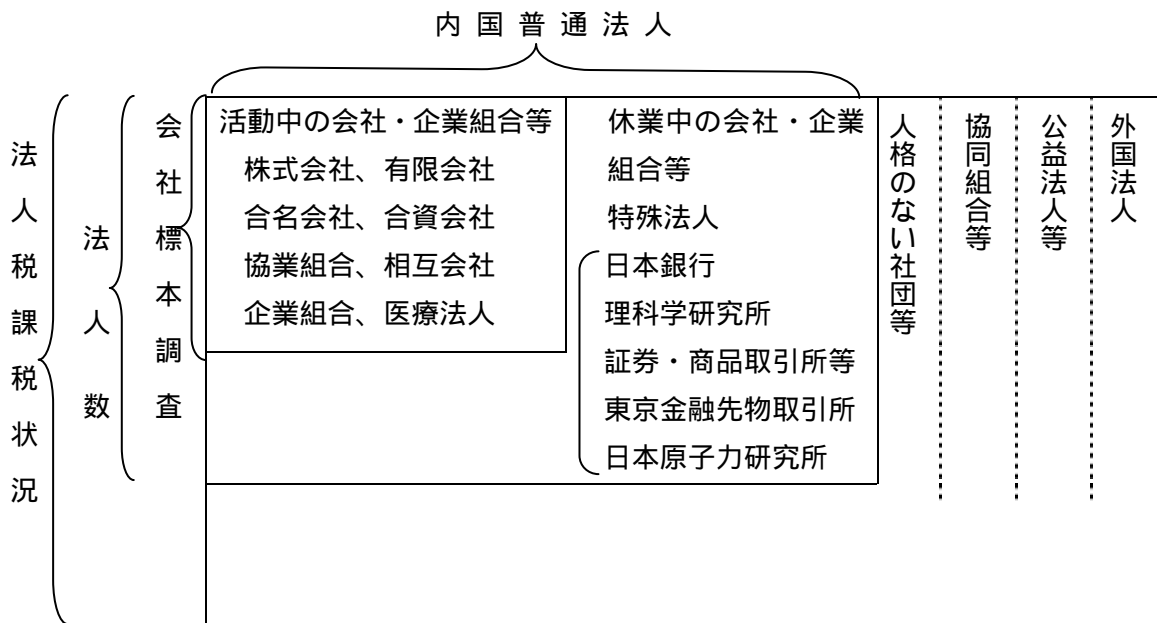 内国普通法人
法人税課税状況
法人数
会社標本調査
活動中の会社・企業組合等
株式会社、有限会社
合名会社、合資会社
協業組合、相互会社
企業組合、医療法人
休業中の会社・企業
組合等
特殊法人
日本銀行
理科学研究所
証券・商品取引所等
東京金融先物取引所
日本原子力研究所
人格のない社団等
協同組合等
公益法人等
外国法人